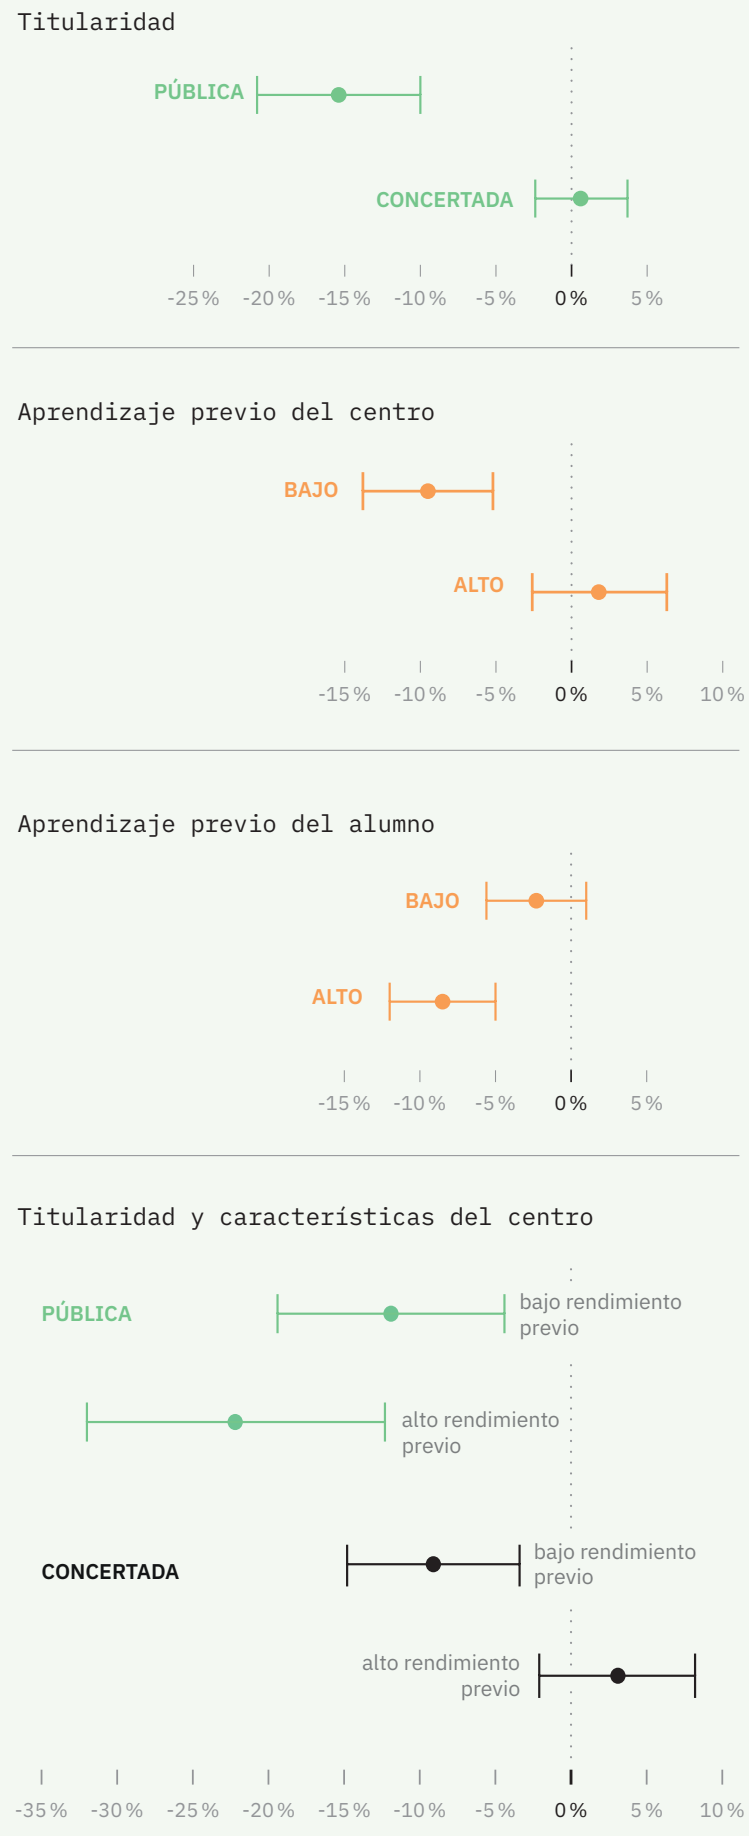 Titularidad
PÚBLICA
CONCERTADA
-25 % -20 % -15 % -10 % -5 % 0 % 5 %
Aprendizaje previo del centro
BAJO
ALTO
-15 % -10 % -5 % 0 % 5 % 10 %
Aprendizaje previo del alumno
BAJO
ALTO
-15 % -10 % -5 % 0 % 5 %
Titularidad y características del centro
PÚBLICA
bajo rendimiento
previo
alto rendimiento
previo
CONCERTADA
bajo rendimiento
previo
alto rendimiento
previo
-35 % -30 % -25 % -20 % -15 % -10 % -5 % 0 % 5 % 10 %